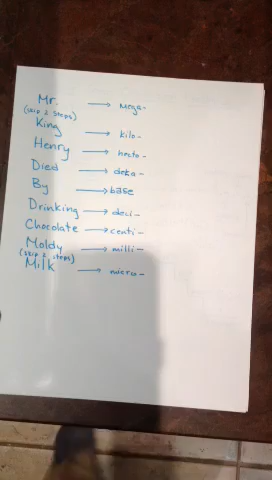 Mr. → Mega-
(skip 2 steps)
King → kilo-
Henry → hecto-
Died → deka-
By → base
Drinking → deci-
Chocolate → centi-
Moldy → milli-
(skip 2 steps)
Milk → micro-